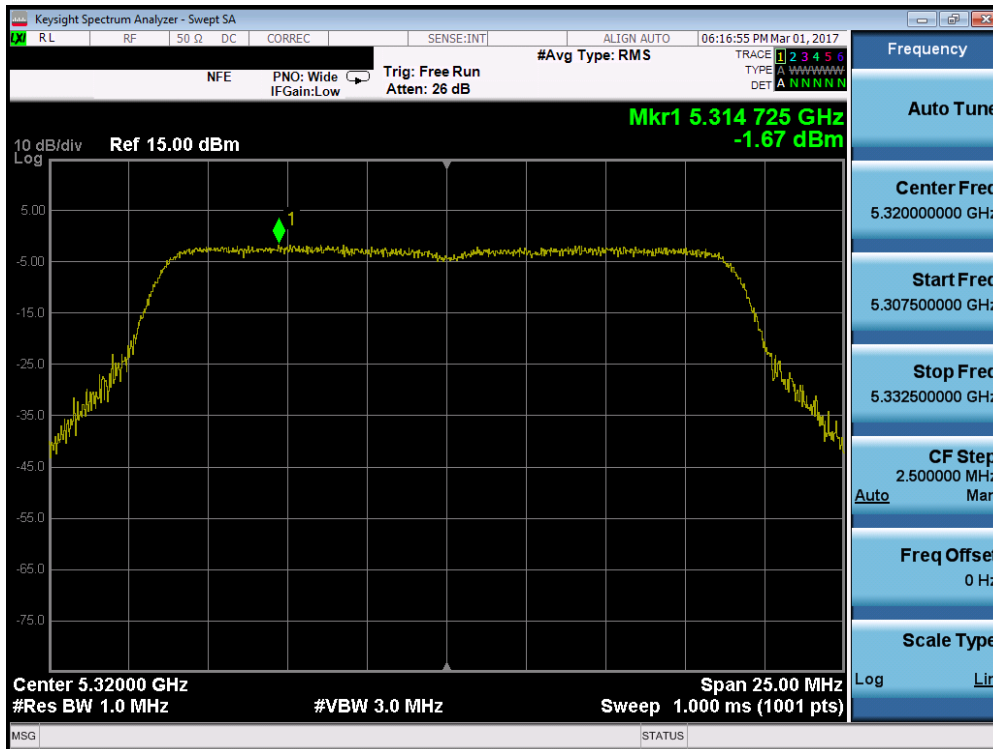 Keysight Spectrum Analyzer - Swept SA
LXI RL RF 50 Ω DC CORREC SENSE:INT ALIGN AUTO 06:16:55 PM Mar 01, 2017
NFE PNO: Wide Trig: Free Run #Avg Type: RMS TRACE 1 2 3 4 5 6
IFGain:Low Atten: 26 dB TYPE A WWWWW
DET A N N N N N
Mkr1 5.314 725 GHz
-1.67 dBm
10 dB/div Ref 15.00 dBm
Log
1
5.00
-5.00
-15.0
-25.0
-35.0
-45.0
-55.0
-65.0
-75.0
Center 5.32000 GHz Span 25.00 MHz
#Res BW 1.0 MHz #VBW 3.0 MHz Sweep 1.000 ms (1001 pts)
MSG STATUS
Frequency
Auto Tune
Center Freq
5.320000000 GHz
Start Freq
5.307500000 GHz
Stop Freq
5.332500000 GHz
CF Step
2.500000 MHz
Auto Man
Freq Offset
0 Hz
Scale Type
Log Lin